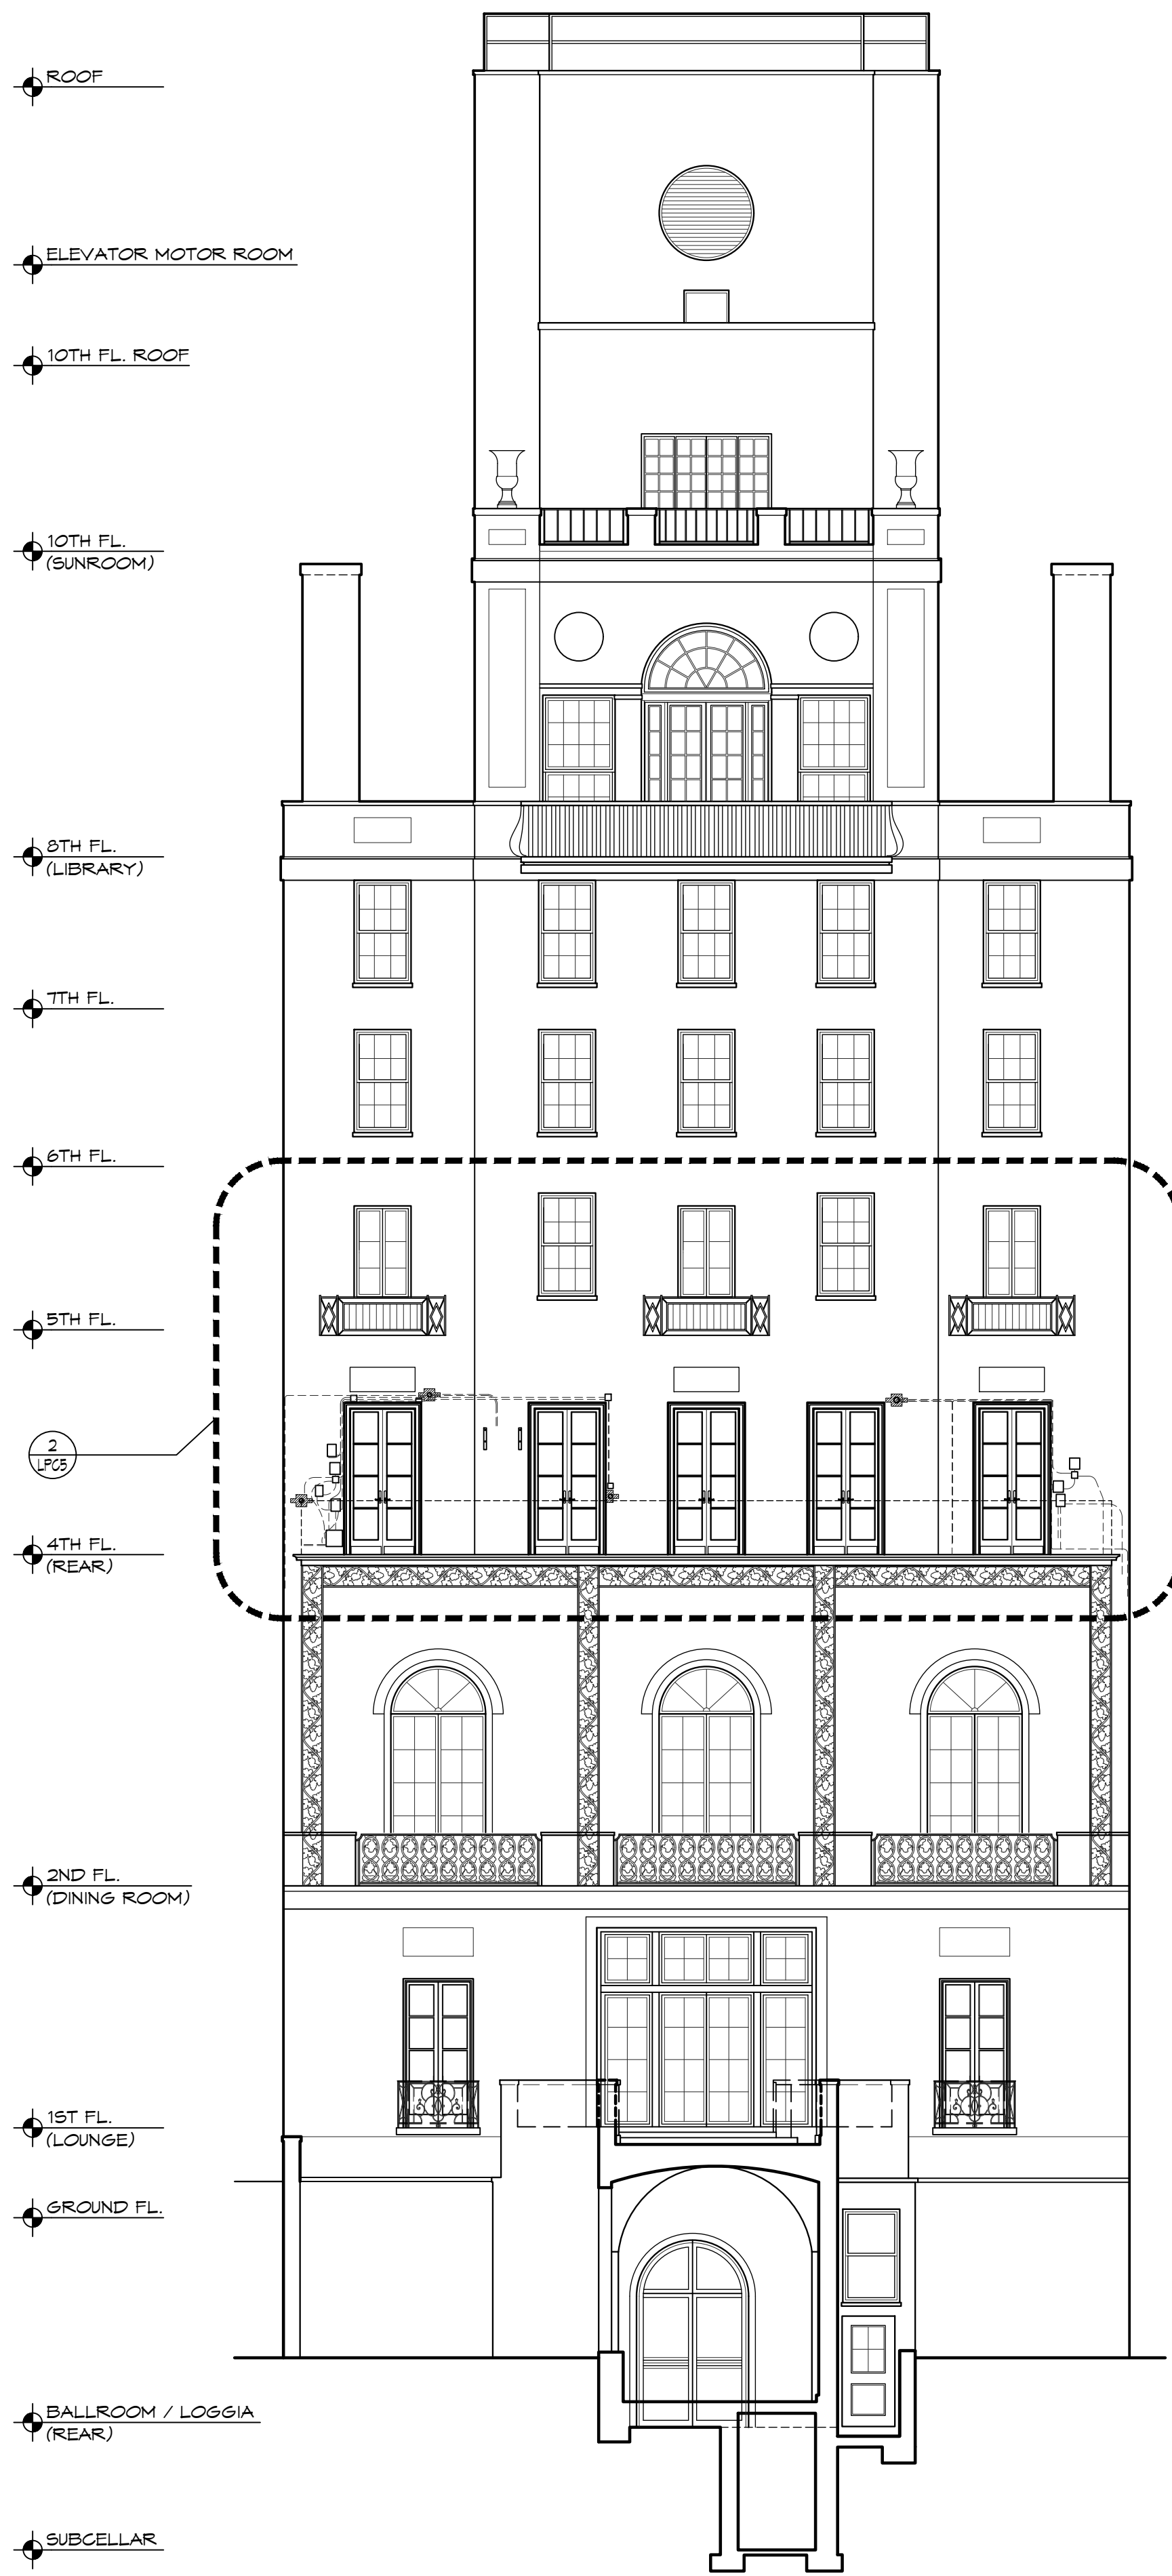 ROOF
ELEVATOR MOTOR ROOM
10TH FL. ROOF
10TH FL.
(SUNROOM)
8TH FL.
(LIBRARY)
7TH FL.
6TH FL.
5TH FL.
2
LPC5
4TH FL.
(REAR)
2ND FL.
(DINING ROOM)
1ST FL.
(LOUNGE)
GROUND FL.
BALLROOM / LOGGIA
(REAR)
SUBCELLAR